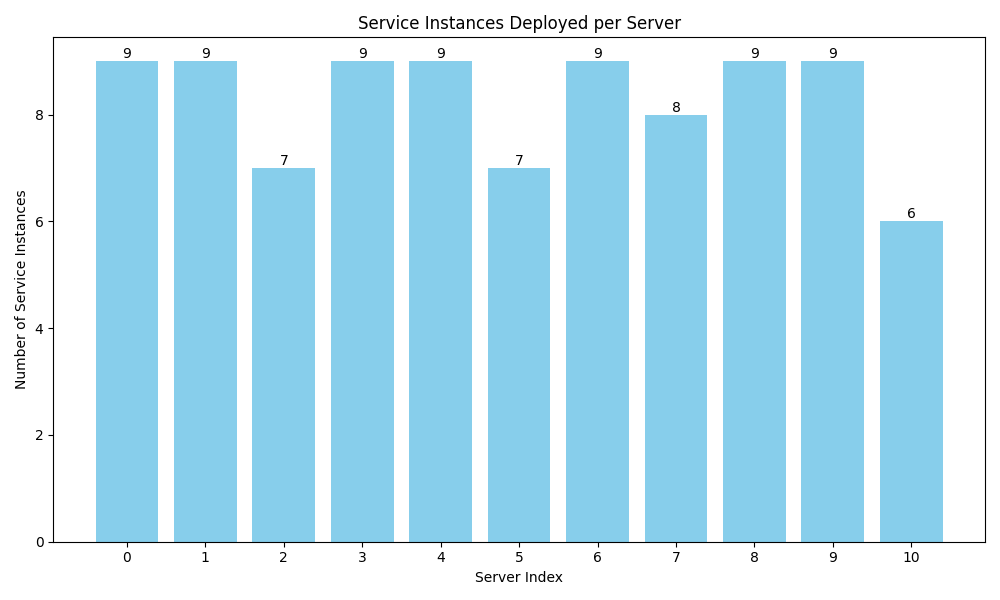 Service Instances Deployed per Server
9 9 7 9 9 7 9 8 9 9 6
Number of Service Instances
8
6
4
2
0
0 1 2 3 4 5 6 7 8 9 10
Server Index